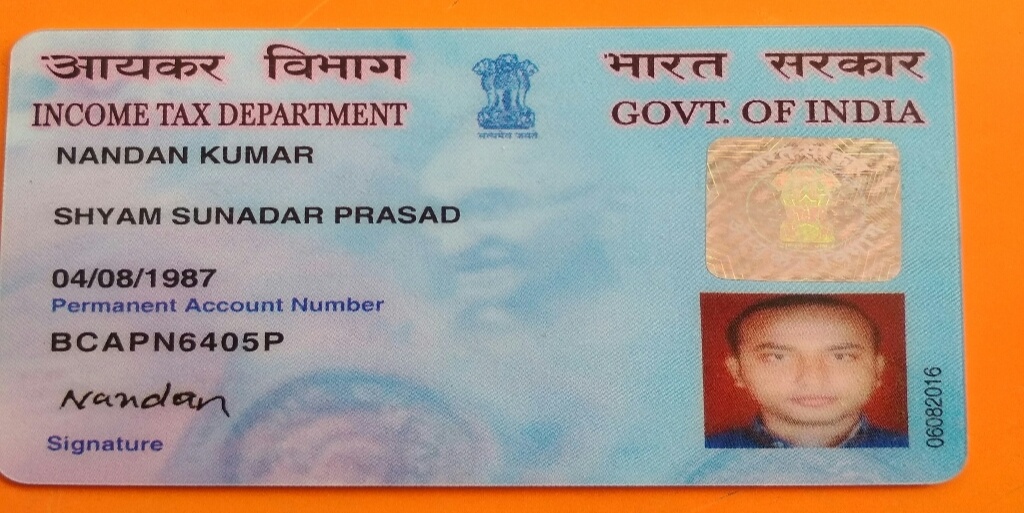 आयकर विभाग
INCOME TAX DEPARTMENT
सत्यमेव जयते
भारत सरकार
GOVT. OF INDIA
NANDAN KUMAR
SHYAM SUNADAR PRASAD
04/08/1987
Permanent Account Number
BCAPN6405P
Nandan
Signature
06082016